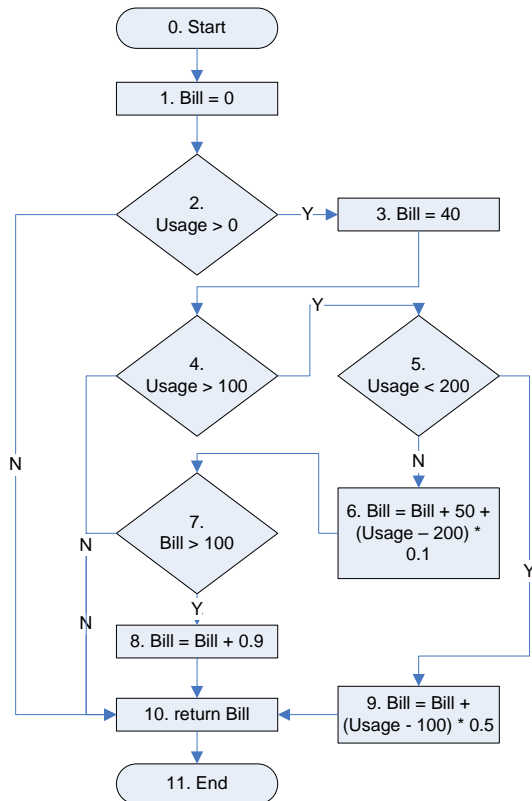 0. Start
1. Bill = 0
2.
Usage > 0
Y
3. Bill = 40
Y
4.
Usage > 100
5.
Usage < 200
N
N
7.
Bill > 100
6. Bill = Bill + 50 +
(Usage – 200) *
0.1
N
Y
N
Y
8. Bill = Bill + 0.9
10. return Bill
9. Bill = Bill +
(Usage - 100) * 0.5
11. End